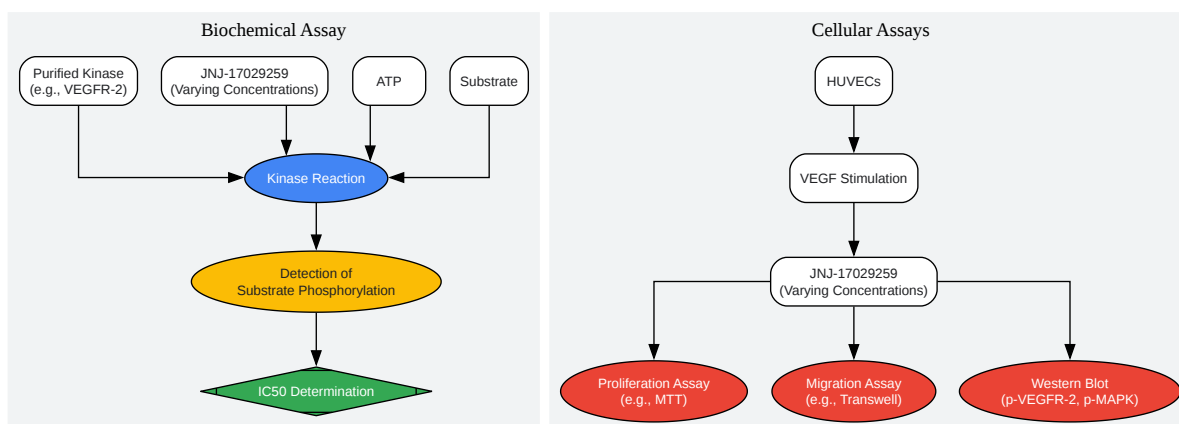 Biochemical Assay
Purified Kinase
(e.g., VEGFR-2)
JNJ-17029259
(Varying Concentrations)
ATP
Substrate
Kinase Reaction
Detection of
Substrate Phosphorylation
IC50 Determination
Cellular Assays
HUVECs
VEGF Stimulation
JNJ-17029259
(Varying Concentrations)
Proliferation Assay
(e.g., MTT)
Migration Assay
(e.g., Transwell)
Western Blot
(p-VEGFR-2, p-MAPK)